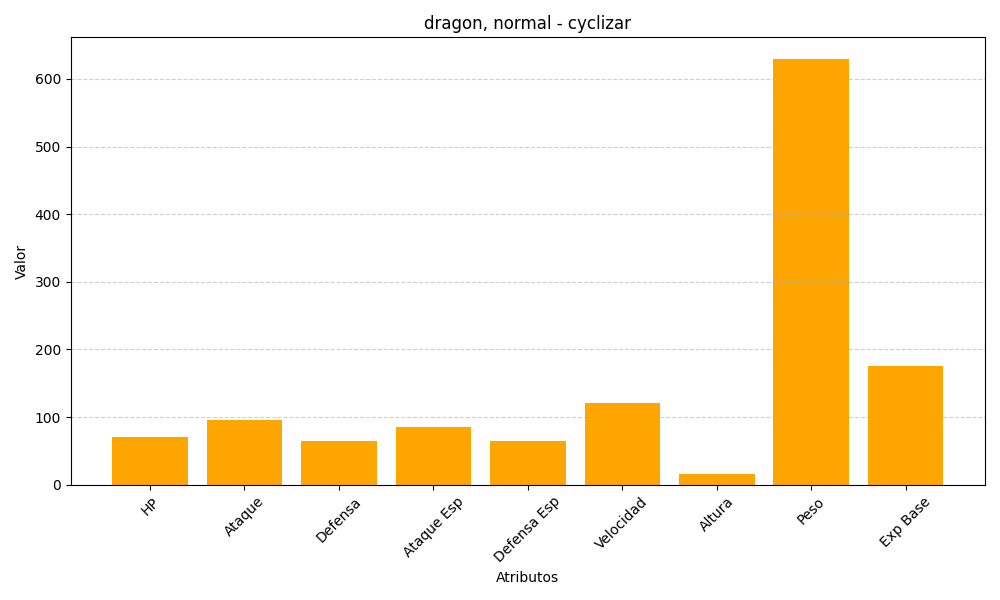 dragon, normal - cyclizar
Valor
600
500
400
300
200
100
0
HP
Ataque
Defensa
Ataque Esp
Defensa Esp
Velocidad
Altura
Peso
Exp Base
Atributos